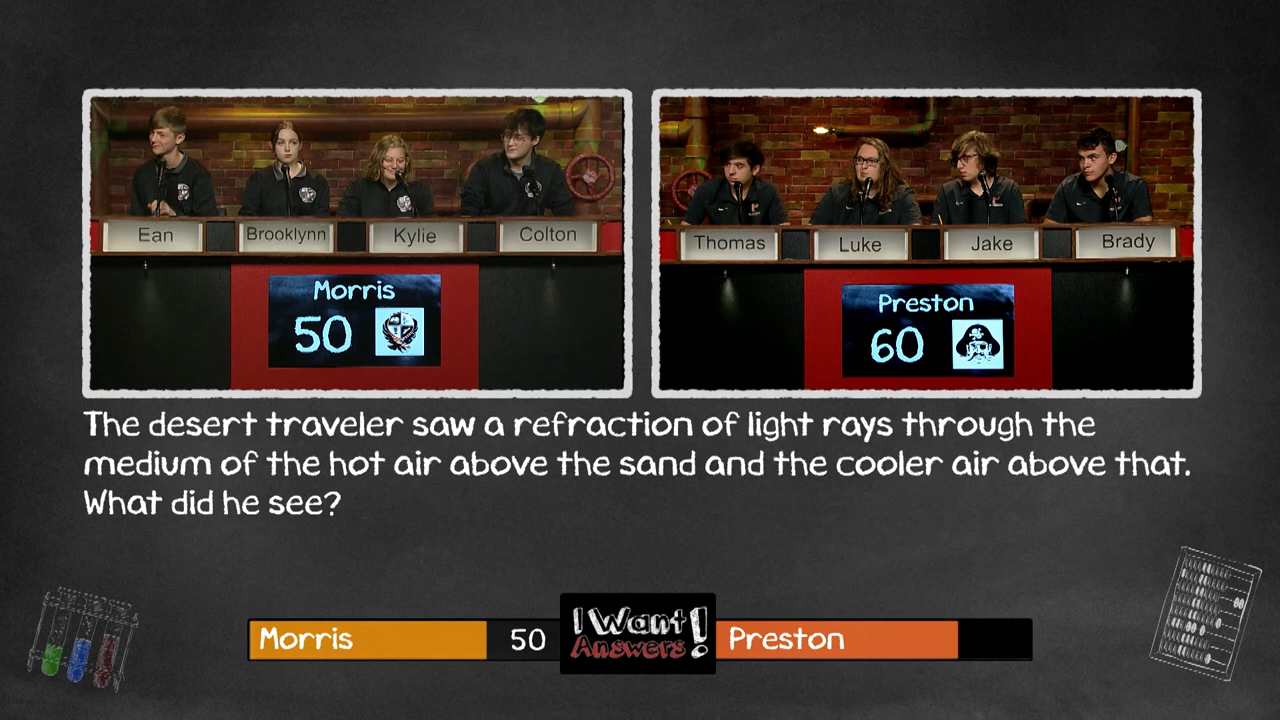 Ean
Brooklynn
Kylie
Colton
Morris
50
Thomas
Luke
Jake
Brady
Preston
60
The desert traveler saw a refraction of light rays through the
medium of the hot air above the sand and the cooler air above that.
What did he see?
Morris
50
I Want
Answers!
Preston